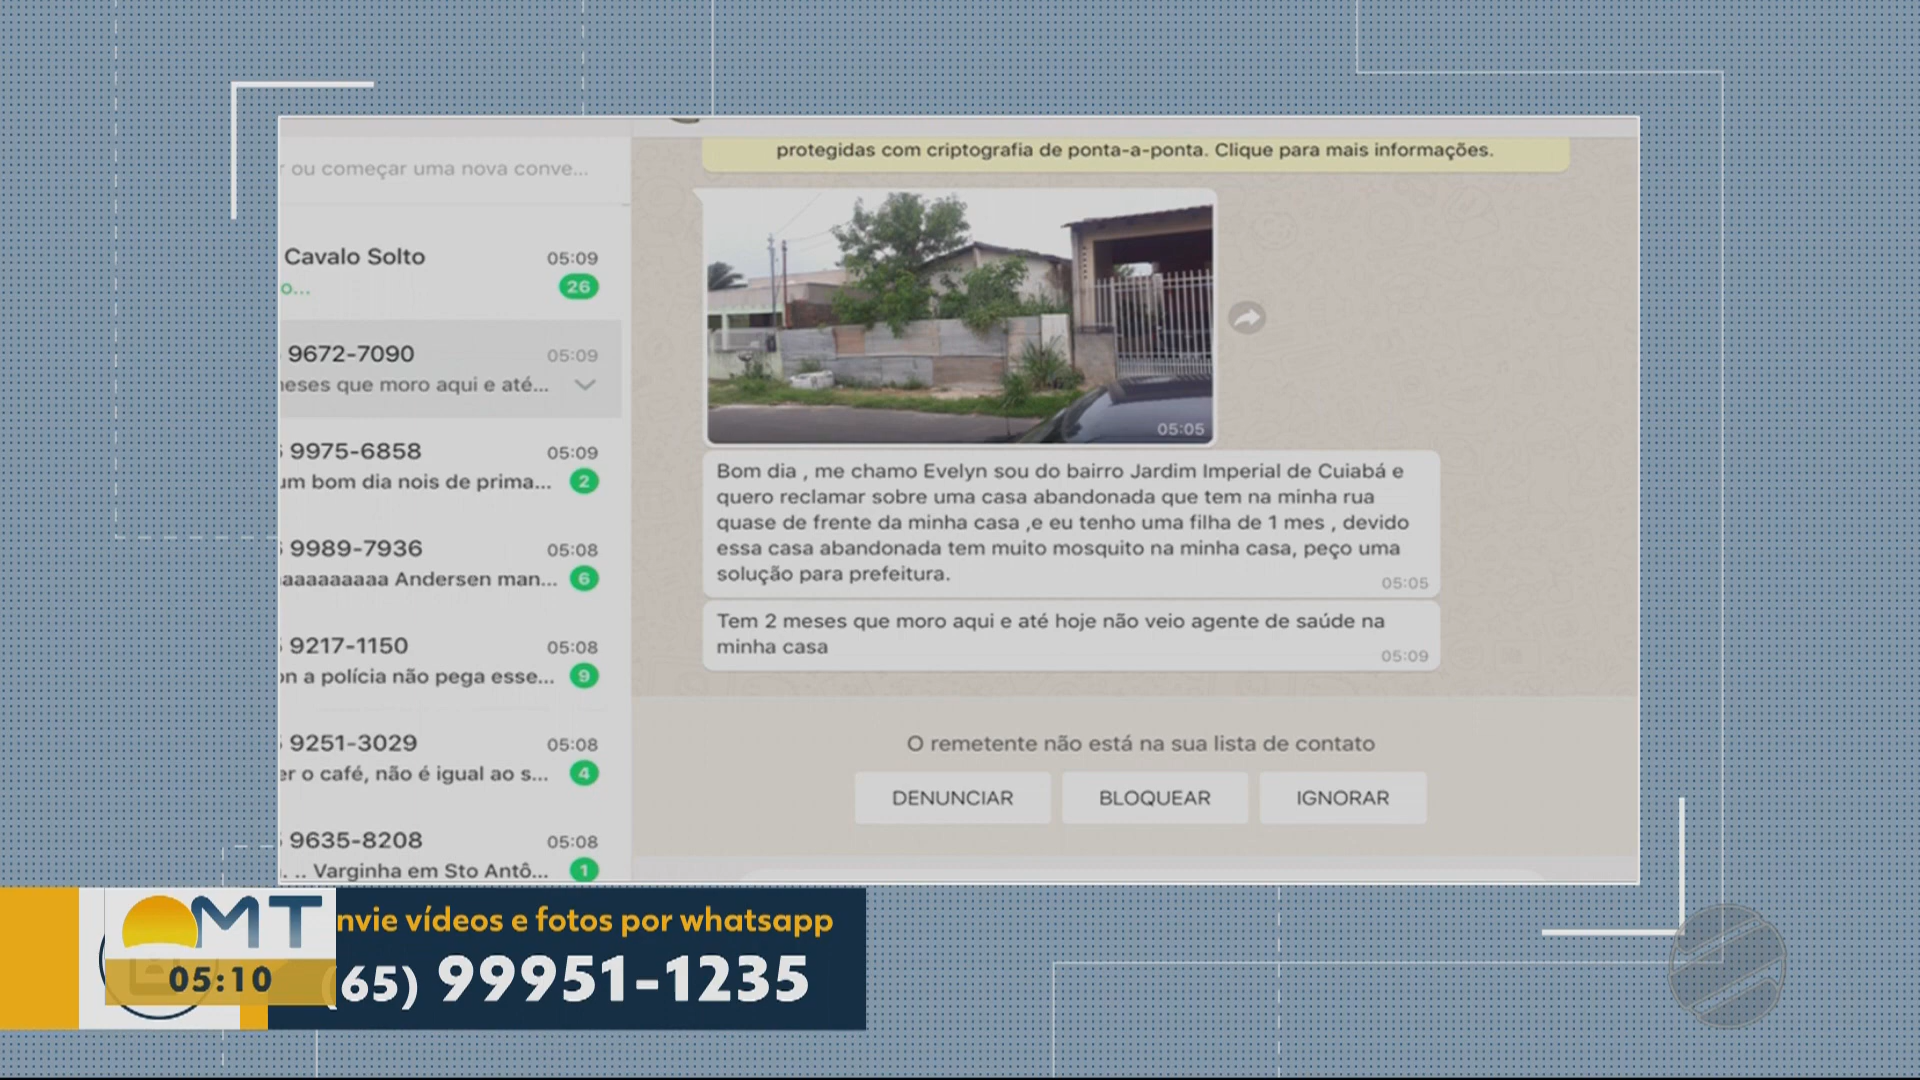 r ou começar uma nova conve...
Cavalo Solto 05:09
o... 26
9672-7090 05:09
neses que moro aqui e até...
9975-6858 05:09
um bom dia nois de prima... 2
9989-7936 05:08
aaaaaaaaaa Andersen man... 6
9217-1150 05:08
on a polícia não pega esse... 9
9251-3029 05:08
er o café, não é igual ao s... 4
9635-8208 05:08
. .. Varginha em Sto Antô... 1
protegidas com criptografia de ponta-a-ponta. Clique para mais informações.
05:05
Bom dia , me chamo Evelyn sou do bairro Jardim Imperial de Cuiabá e
quero reclamar sobre uma casa abandonada que tem na minha rua
quase de frente da minha casa ,e eu tenho uma filha de 1 mes , devido
essa casa abandonada tem muito mosquito na minha casa, peço uma
solução para prefeitura.
05:05
Tem 2 meses que moro aqui e até hoje não veio agente de saúde na
minha casa
05:09
O remetente não está na sua lista de contato
DENUNCIAR BLOQUEAR IGNORAR
MT
05:10
nvie vídeos e fotos por whatsapp
(65) 99951-1235